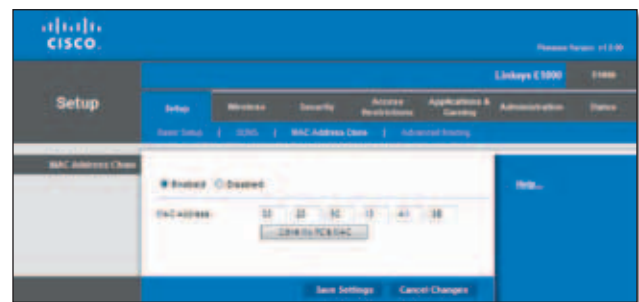 CISCO.
Firmware Version: v1.0.00
Linksys E1000
E1000
Setup
Setup
Wireless
Security
Access Restrictions
Applications & Gaming
Administration
Status
Basic Setup | DDNS | MAC Address Clone | Advanced Routing
MAC Address Clone
Enabled
Disabled
Help...
MAC Address:
Clone My PC's MAC
Save Settings
Cancel Changes